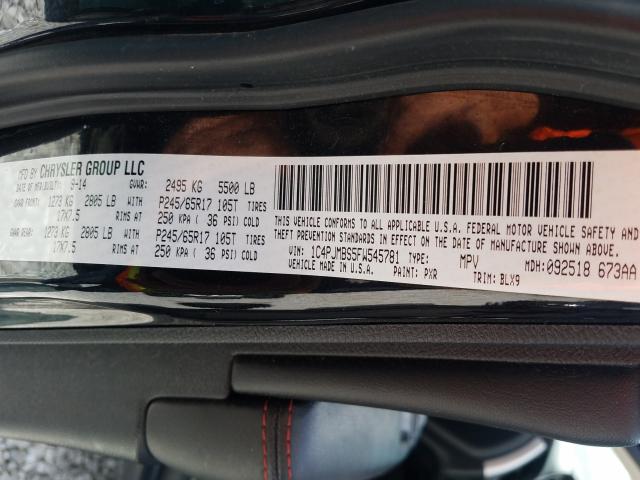 MFD BY CHRYSLER GROUP LLC
DATE OF MFR 9-14 GVWR: 2495 KG 5500 LB
GAWR FRONT: 1273 KG 2805 LB WITH P245/65R17 105T TIRES
17X7.5 RIMS AT 250 KPA ( 36 PSI) COLD
GAWR REAR: 1273 KG 2805 LB WITH P245/65R17 105T TIRES
17X7.5 RIMS AT 250 KPA ( 36 PSI) COLD
THIS VEHICLE CONFORMS TO ALL APPLICABLE U.S.A. FEDERAL MOTOR VEHICLE SAFETY AND
THEFT PREVENTION STANDARDS IN EFFECT ON THE DATE OF MANUFACTURE SHOWN ABOVE.
VIN: 1C4PJMBS5FW545781 TYPE: MPV MDH: 092518 673AA
VEHICLE MADE IN U.S.A. PAINT: PXR TRIM: BLX9